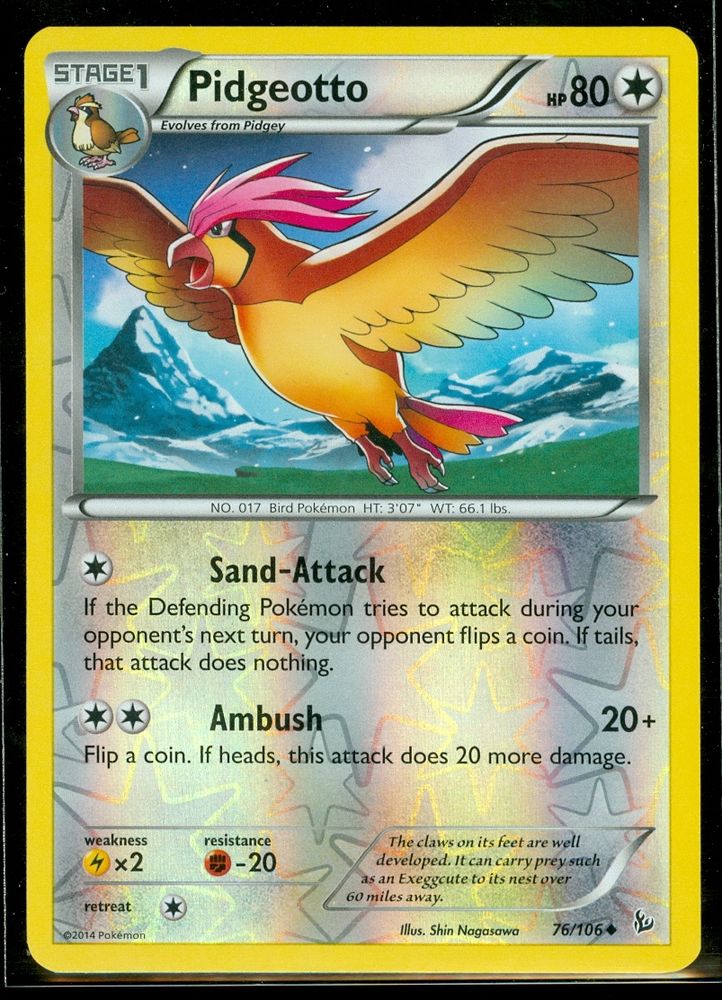 STAGE1
Pidgeotto
HP80
Evolves from Pidgey
NO. 017 Bird Pokémon HT: 3'07" WT: 66.1 lbs.
Sand-Attack
If the Defending Pokémon tries to attack during your
opponent's next turn, your opponent flips a coin. If tails,
that attack does nothing.
Ambush 20+
Flip a coin. If heads, this attack does 20 more damage.
weakness
×2
resistance
-20
retreat
The claws on its feet are well
developed. It can carry prey such
as an Exeggcute to its nest over
60 miles away.
©2014 Pokémon
Illus. Shin Nagasawa
76/106